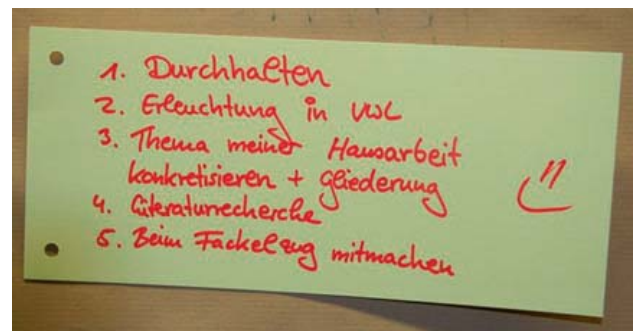 1. Durchhalten
2. Erleuchtung in VWL
3. Thema meiner Hausarbeit
konkretisieren + Gliederung
4. Literaturrecherche
5. Beim Fackelzug mitmachen